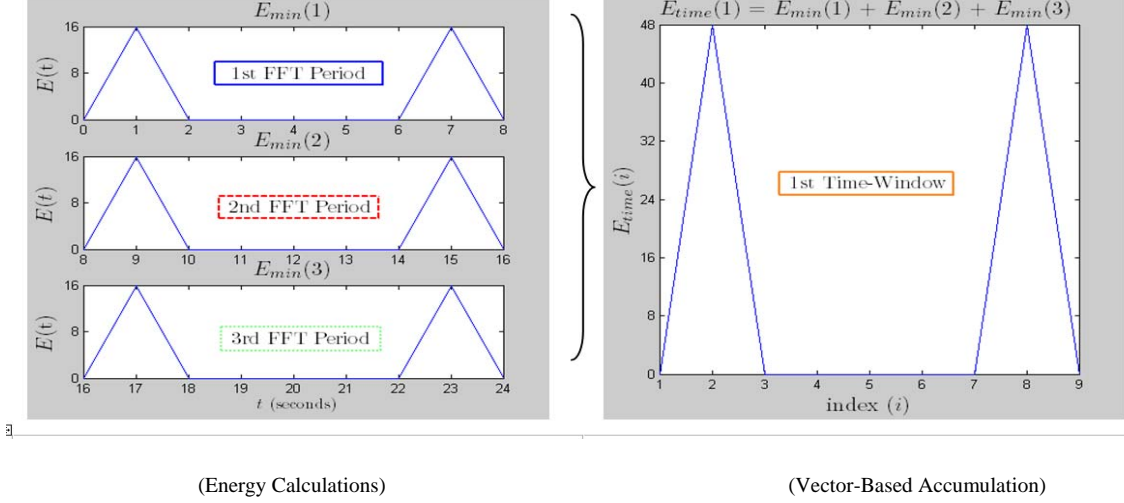 E_min(1)
16
8
0
E(t)
1st FFT Period
0 1 2 3 4 5 6 7 8
E_min(2)
16
8
0
E(t)
2nd FFT Period
8 9 10 11 12 13 14 15 16
E_min(3)
16
8
0
E(t)
3rd FFT Period
16 17 18 19 20 21 22 23 24
t (seconds)
E_time(1) = E_min(1) + E_min(2) + E_min(3)
48
40
32
24
16
8
0
E_time(i)
1st Time-Window
1 2 3 4 5 6 7 8 9
index (i)
(Energy Calculations)
(Vector-Based Accumulation)